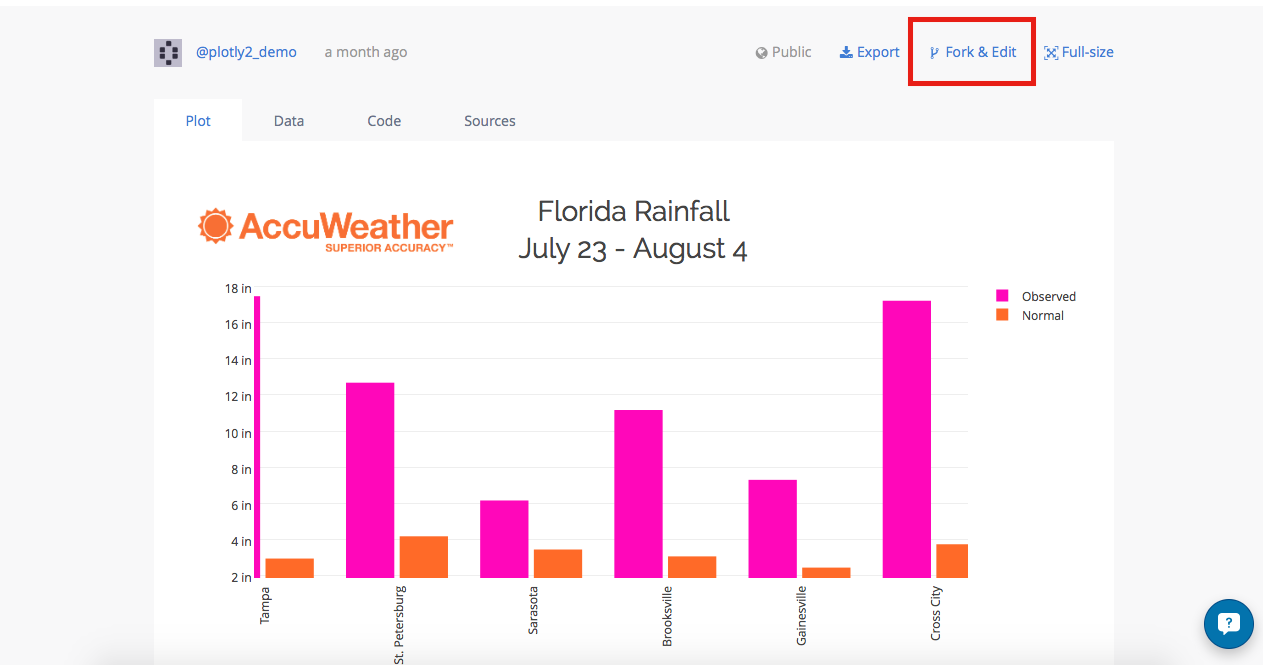 @plotly2_demo a month ago Public Export Fork & Edit Full-size
Plot Data Code Sources
AccuWeather
SUPERIOR ACCURACY™
Florida Rainfall
July 23 - August 4
18 in
16 in
14 in
12 in
10 in
8 in
6 in
4 in
2 in
Observed
Normal
Tampa
St. Petersburg
Sarasota
Brooksville
Gainesville
Cross City
?